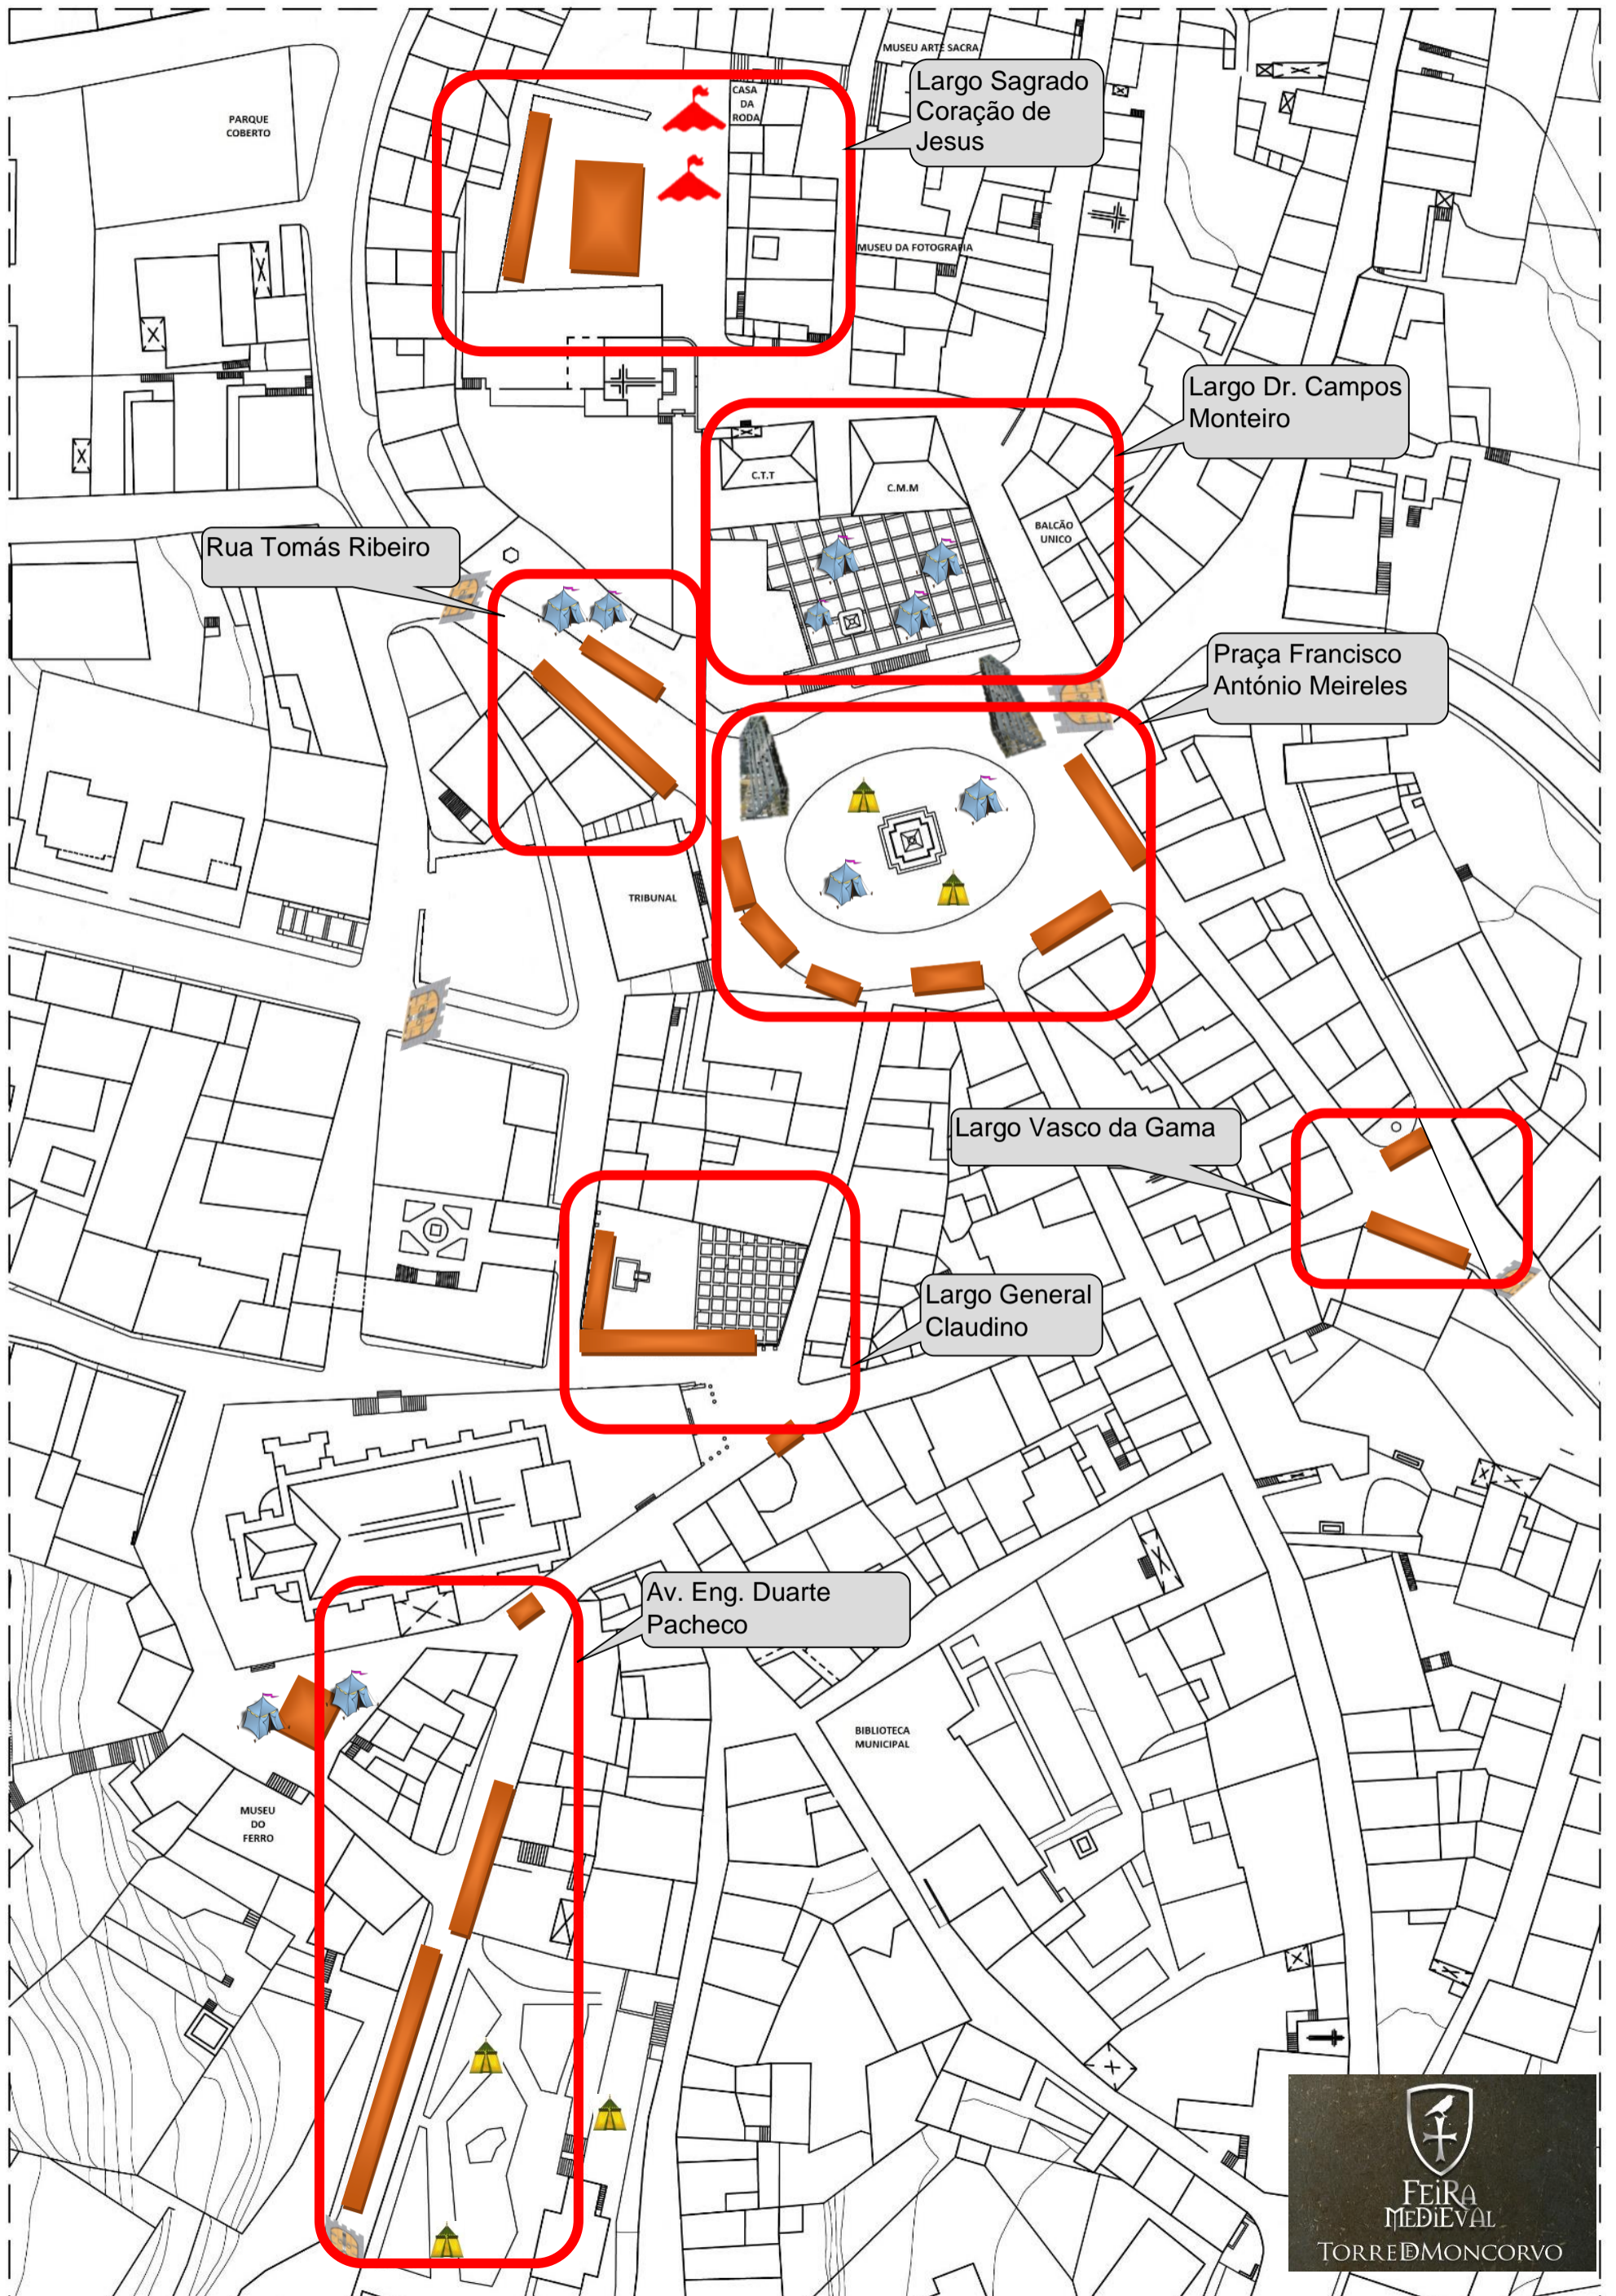 MUSEU ARTE SACRA
Largo Sagrado
Coração de
Jesus
CASA
DA
RODA
PARQUE
COBERTO
MUSEU DA FOTOGRAFIA
Largo Dr. Campos
Monteiro
C.T.T
C.M.M
BALCÃO
UNICO
Rua Tomás Ribeiro
Praça Francisco
António Meireles
TRIBUNAL
Largo Vasco da Gama
Largo General
Claudino
Av. Eng. Duarte
Pacheco
BIBLIOTECA
MUNICIPAL
MUSEU
DO
FERRO
FEIRA
MEDIEVAL
TORRE DE MONCORVO